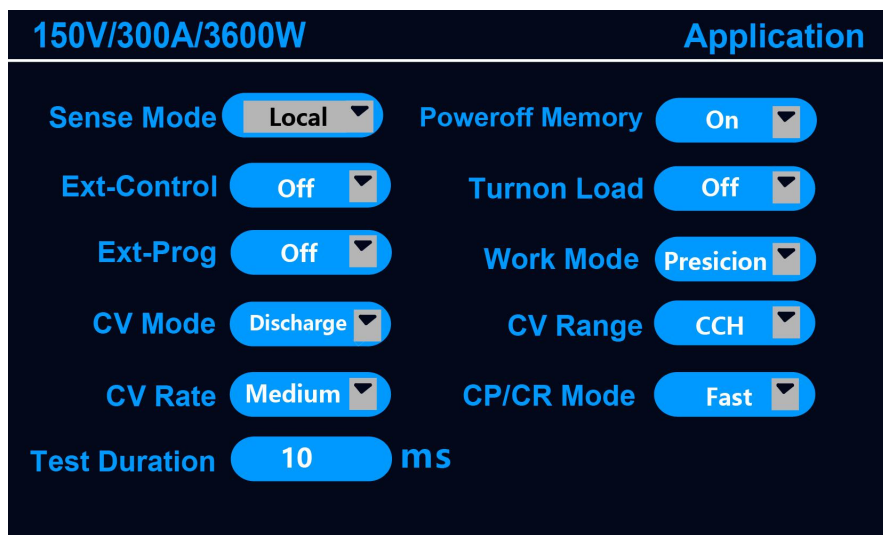 150V/300A/3600W Application
Sense Mode Local Poweroff Memory On
Ext-Control Off Turnon Load Off
Ext-Prog Off Work Mode Presicion
CV Mode Discharge CV Range CCH
CV Rate Medium CP/CR Mode Fast
Test Duration 10 ms